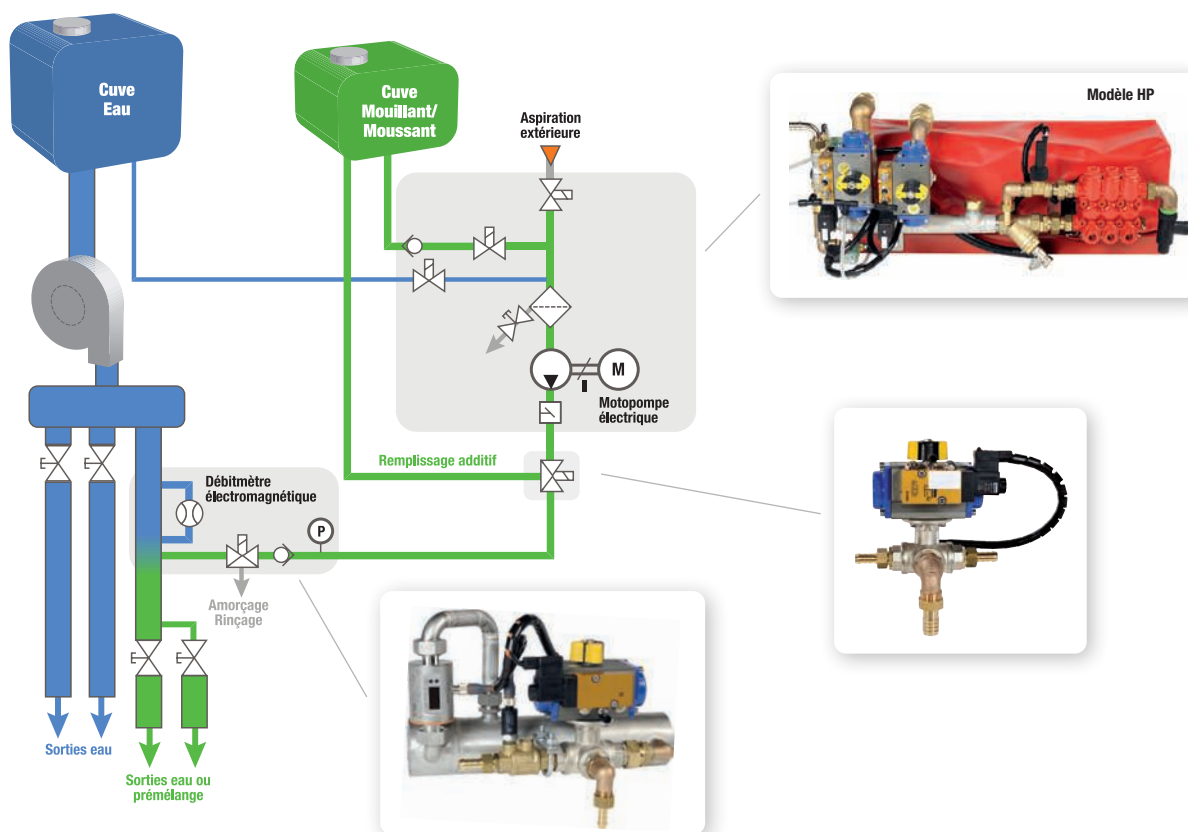 Cuve
Eau
Cuve
Mouillant/
Moussant
Aspiration
extérieure
Modèle HP
M
Motopompe
électrique
Remplissage additif
Débitmètre
électromagnétique
P
Amorçage
Rinçage
Sorties eau
Sorties eau ou
prémélange